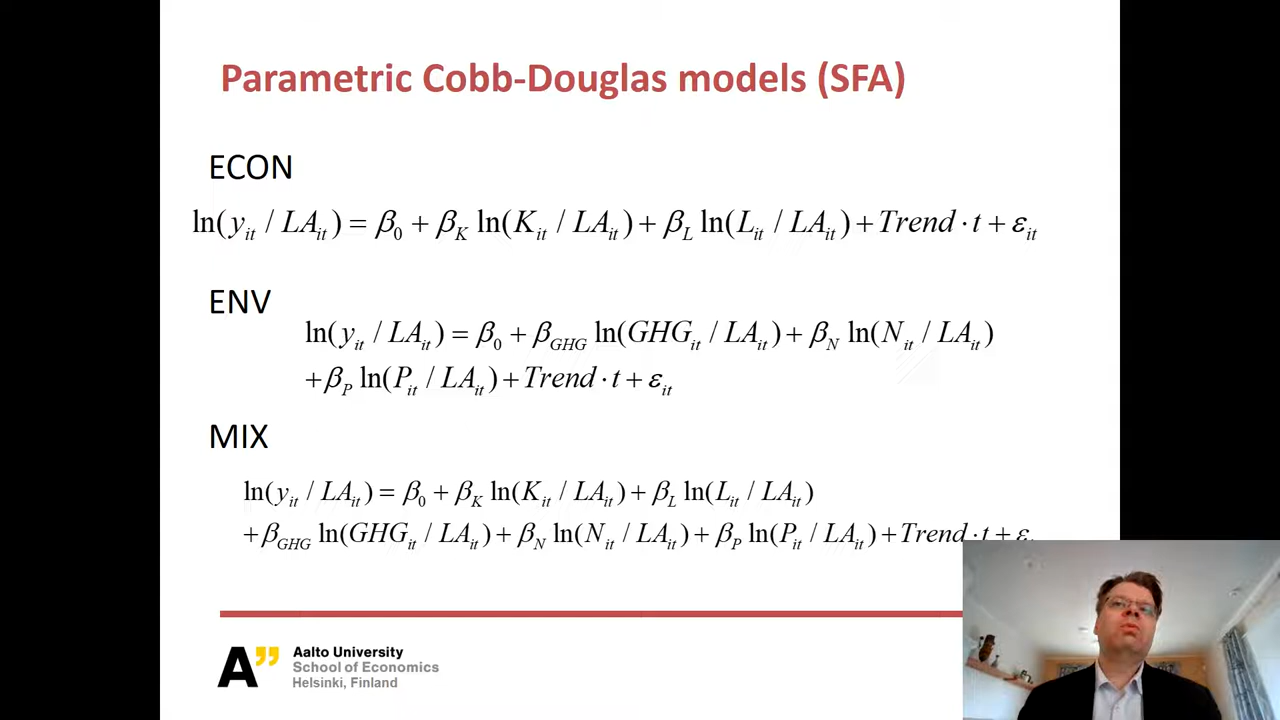 Parametric Cobb-Douglas models (SFA)
ECON
ln(y_it / LA_it) = β_0 + β_K ln(K_it / LA_it) + β_L ln(L_it / LA_it) + Trend · t + ε_it
ENV
ln(y_it / LA_it) = β_0 + β_GHG ln(GHG_it / LA_it) + β_N ln(N_it / LA_it)
+ β_P ln(P_it / LA_it) + Trend · t + ε_it
MIX
ln(y_it / LA_it) = β_0 + β_K ln(K_it / LA_it) + β_L ln(L_it / LA_it)
+ β_GHG ln(GHG_it / LA_it) + β_N ln(N_it / LA_it) + β_P ln(P_it / LA_it) + Trend · t + ε
A”
Aalto University
School of Economics
Helsinki, Finland